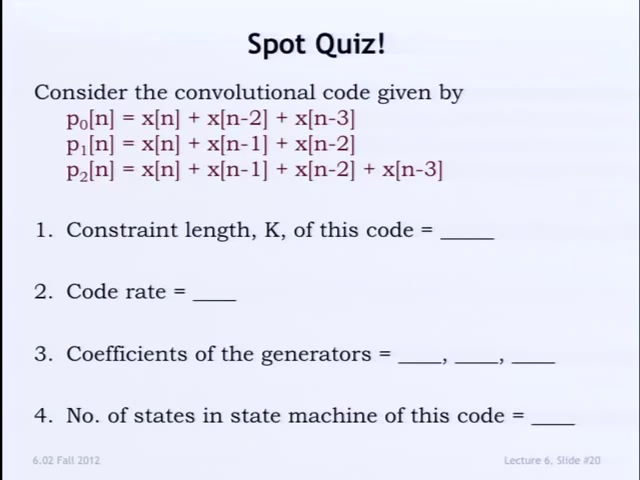 Spot Quiz!
Consider the convolutional code given by
p₀[n] = x[n] + x[n-2] + x[n-3]
p₁[n] = x[n] + x[n-1] + x[n-2]
p₂[n] = x[n] + x[n-1] + x[n-2] + x[n-3]
1. Constraint length, K, of this code = _____
2. Code rate = ____
3. Coefficients of the generators = ____, ____, ____
4. No. of states in state machine of this code = ____
6.02 Fall 2012
Lecture 6, Slide #20